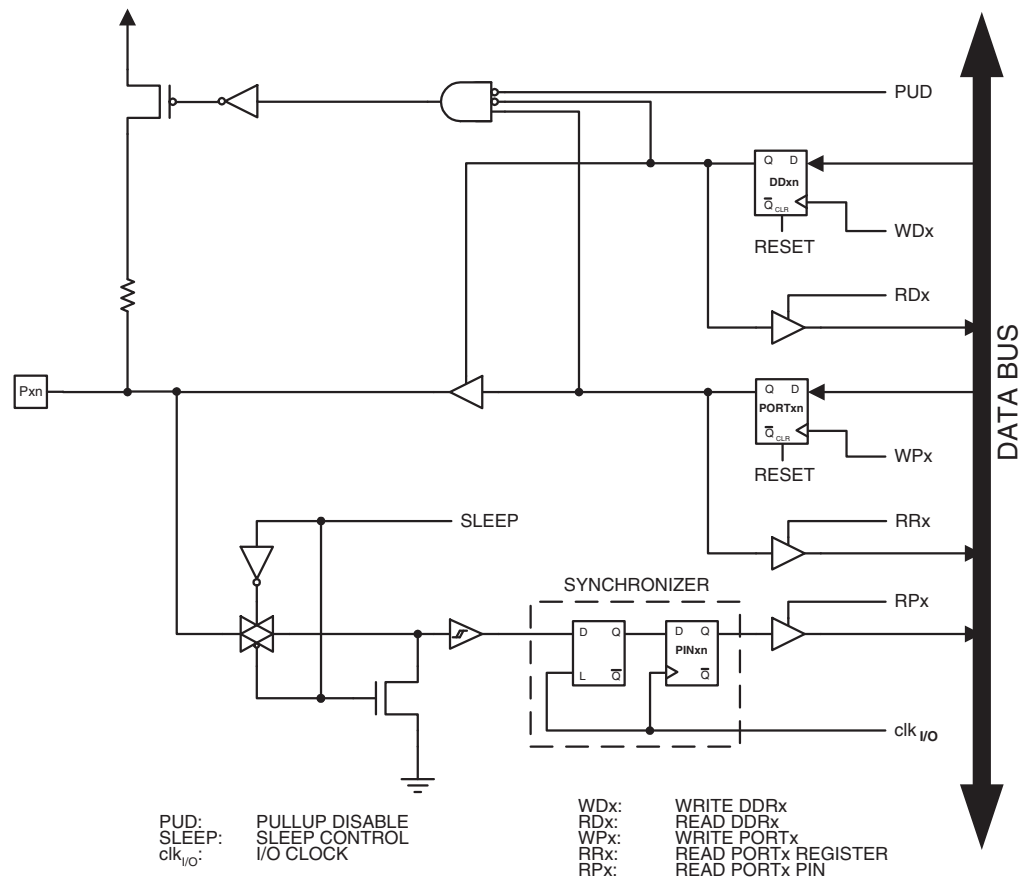 PUD
Q D
DDxn
Q CLR
WDx
RESET
RDx
DATA BUS
Pxn
Q D
PORTxn
Q CLR
WPx
RESET
RRx
SLEEP
SYNCHRONIZER
RPx
D Q
L Q
D Q
PINxn
Q
clk I/O
PUD: PULLUP DISABLE
SLEEP: SLEEP CONTROL
clkI/O: I/O CLOCK
WDx: WRITE DDRx
RDx: READ DDRx
WPx: WRITE PORTx
RRx: READ PORTx REGISTER
RPx: READ PORTx PIN